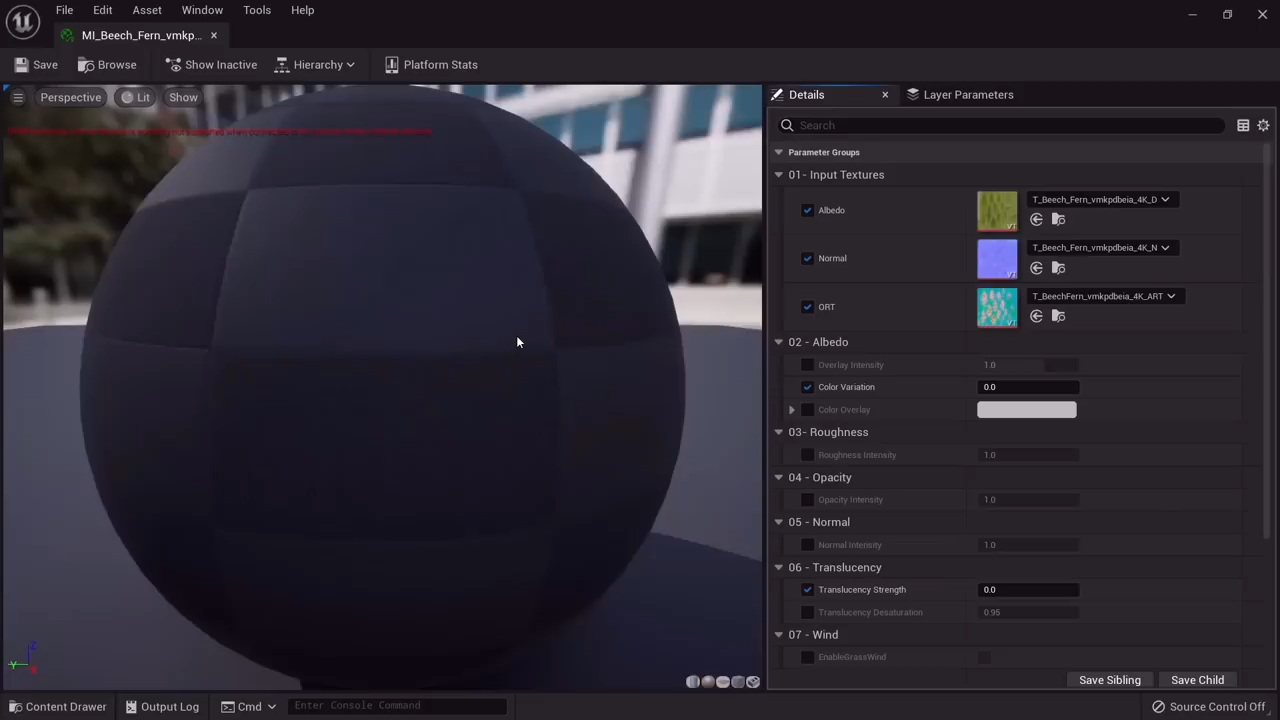 File Edit Asset Window Tools Help
MI_Beech_Fern_vmkp...
Save Browse Show Inactive Hierarchy Platform Stats
Perspective Lit Show
Details Layer Parameters
Search
Parameter Groups
01- Input Textures
Albedo T_Beech_Fern_vmkpdbeia_4K_D
VT
Normal T_Beech_Fern_vmkpdbeia_4K_N
VT
ORT T_BeechFern_vmkpdbeia_4K_ART
VT
02 - Albedo
Overlay Intensity 1.0
Color Variation 0.0
Color Overlay
03- Roughness
Roughness Intensity 1.0
04 - Opacity
Opacity Intensity 1.0
05 - Normal
Normal Intensity 1.0
06 - Translucency
Translucency Strength 0.0
Translucency Desaturation 0.95
07 - Wind
EnableGrassWind
Save Sibling Save Child
Z
Y
X
Content Drawer Output Log Cmd Enter Console Command Source Control Off